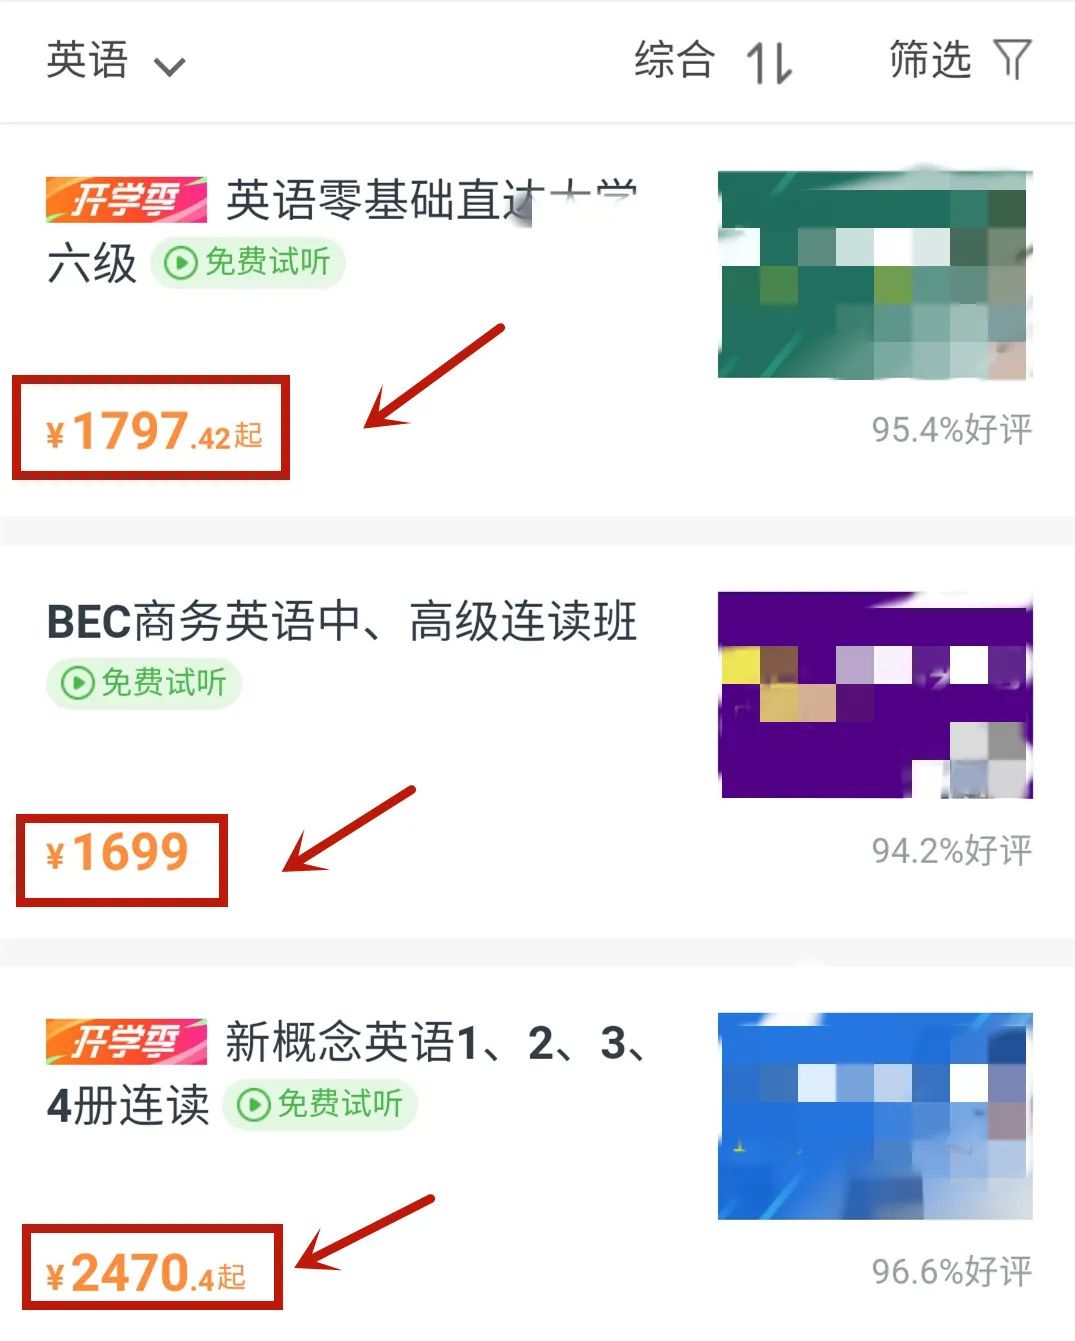 英语
综合
筛选
开学季 英语零基础直达大学
六级 免费试听
¥1797.42起
95.4%好评
BEC商务英语中、高级连读班
免费试听
¥1699
94.2%好评
开学季 新概念英语1、2、3、
4册连读 免费试听
¥2470.4起
96.6%好评